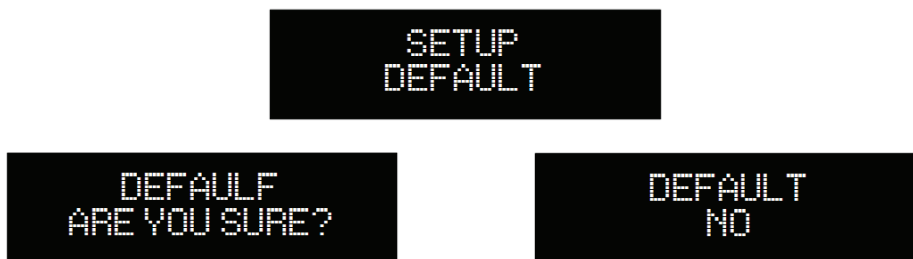 SETUP
DEFAULT
DEFAULF
ARE YOU SURE?
DEFAULT
NO